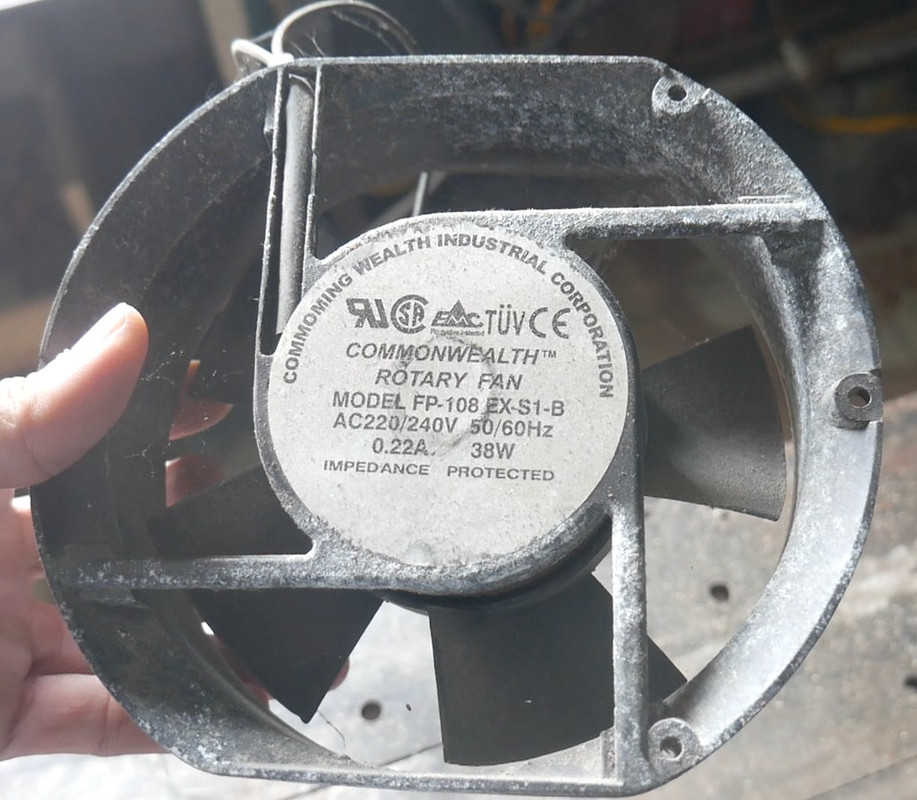 COMMOMING WEALTH INDUSTRIAL CORPORATION
EMC TÜV CE
COMMONWEALTH™
ROTARY FAN
MODEL FP-108 EX-S1-B
AC220/240V 50/60Hz
0.22A. 38W
IMPEDANCE PROTECTED